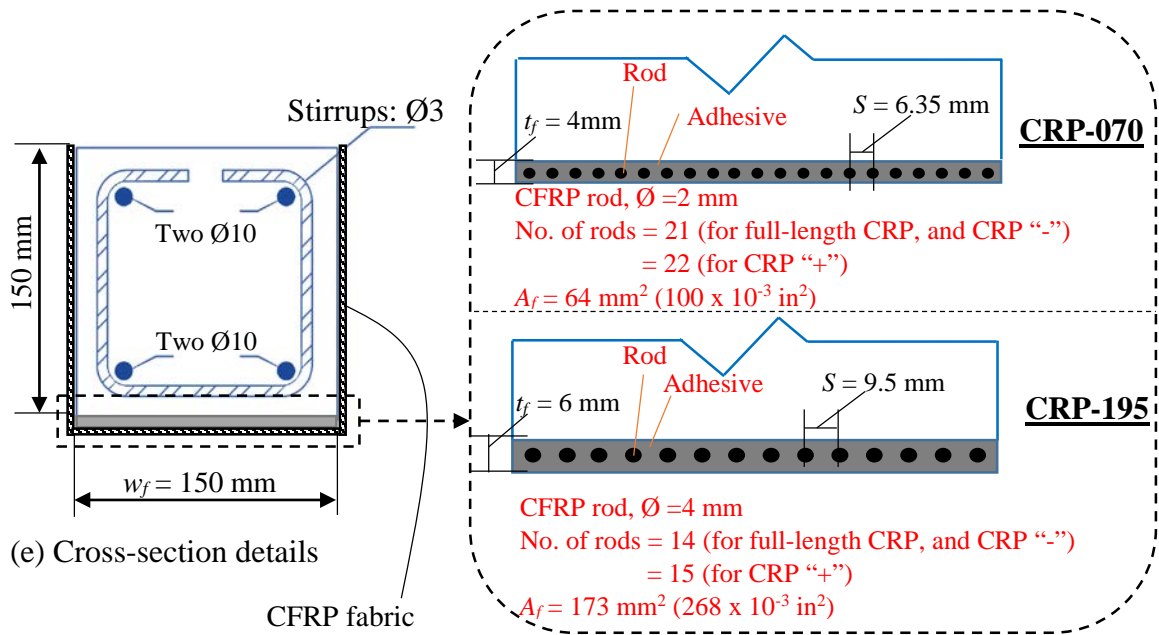 Stirrups: Ø3
150 mm
Two Ø10
Two Ø10
w_f = 150 mm
(e) Cross-section details
CFRP fabric
Rod
Adhesive
t_f = 4mm
S = 6.35 mm
CRP-070
CFRP rod, Ø =2 mm
No. of rods = 21 (for full-length CRP, and CRP “-”)
= 22 (for CRP “+”)
A_f = 64 mm² (100 x 10⁻³ in²)
Rod
Adhesive
t_f = 6 mm
S = 9.5 mm
CRP-195
CFRP rod, Ø =4 mm
No. of rods = 14 (for full-length CRP, and CRP “-”)
= 15 (for CRP “+”)
A_f = 173 mm² (268 x 10⁻³ in²)